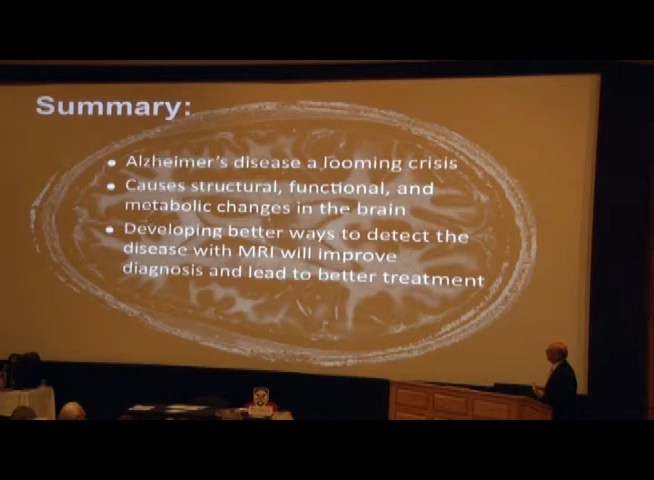 Summary:
• Alzheimer's disease a looming crisis
• Causes structural, functional, and
metabolic changes in the brain
• Developing better ways to detect the
disease with MRI will improve
diagnosis and lead to better treatment